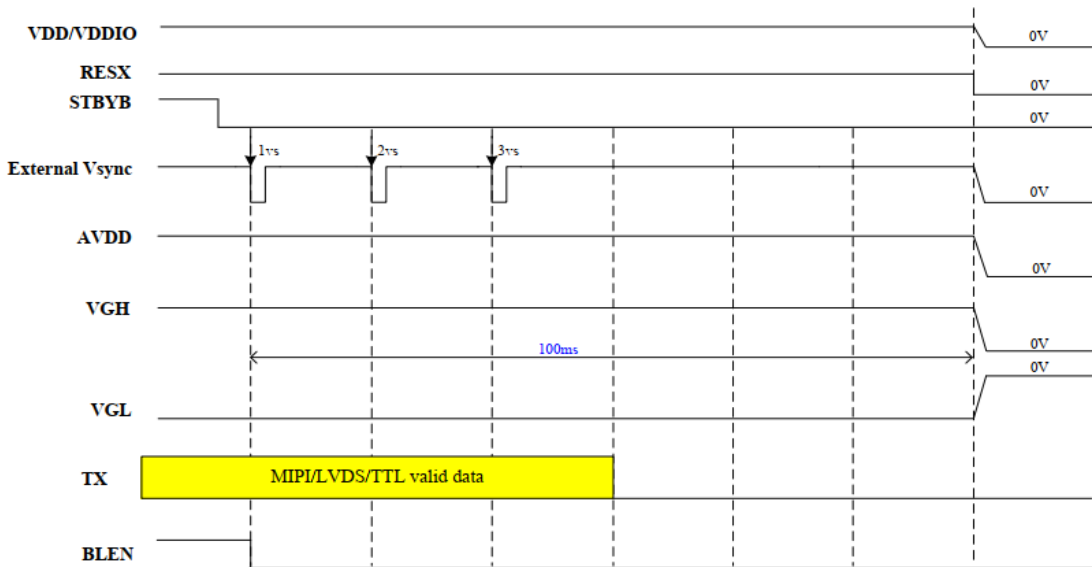 VDD/VDDIO
0V
RESX
0V
STBYB
0V
1vs
2vs
3vs
External Vsync
0V
AVDD
0V
VGH
100ms
0V
0V
VGL
TX
MIPI/LVDS/TTL valid data
BLEN